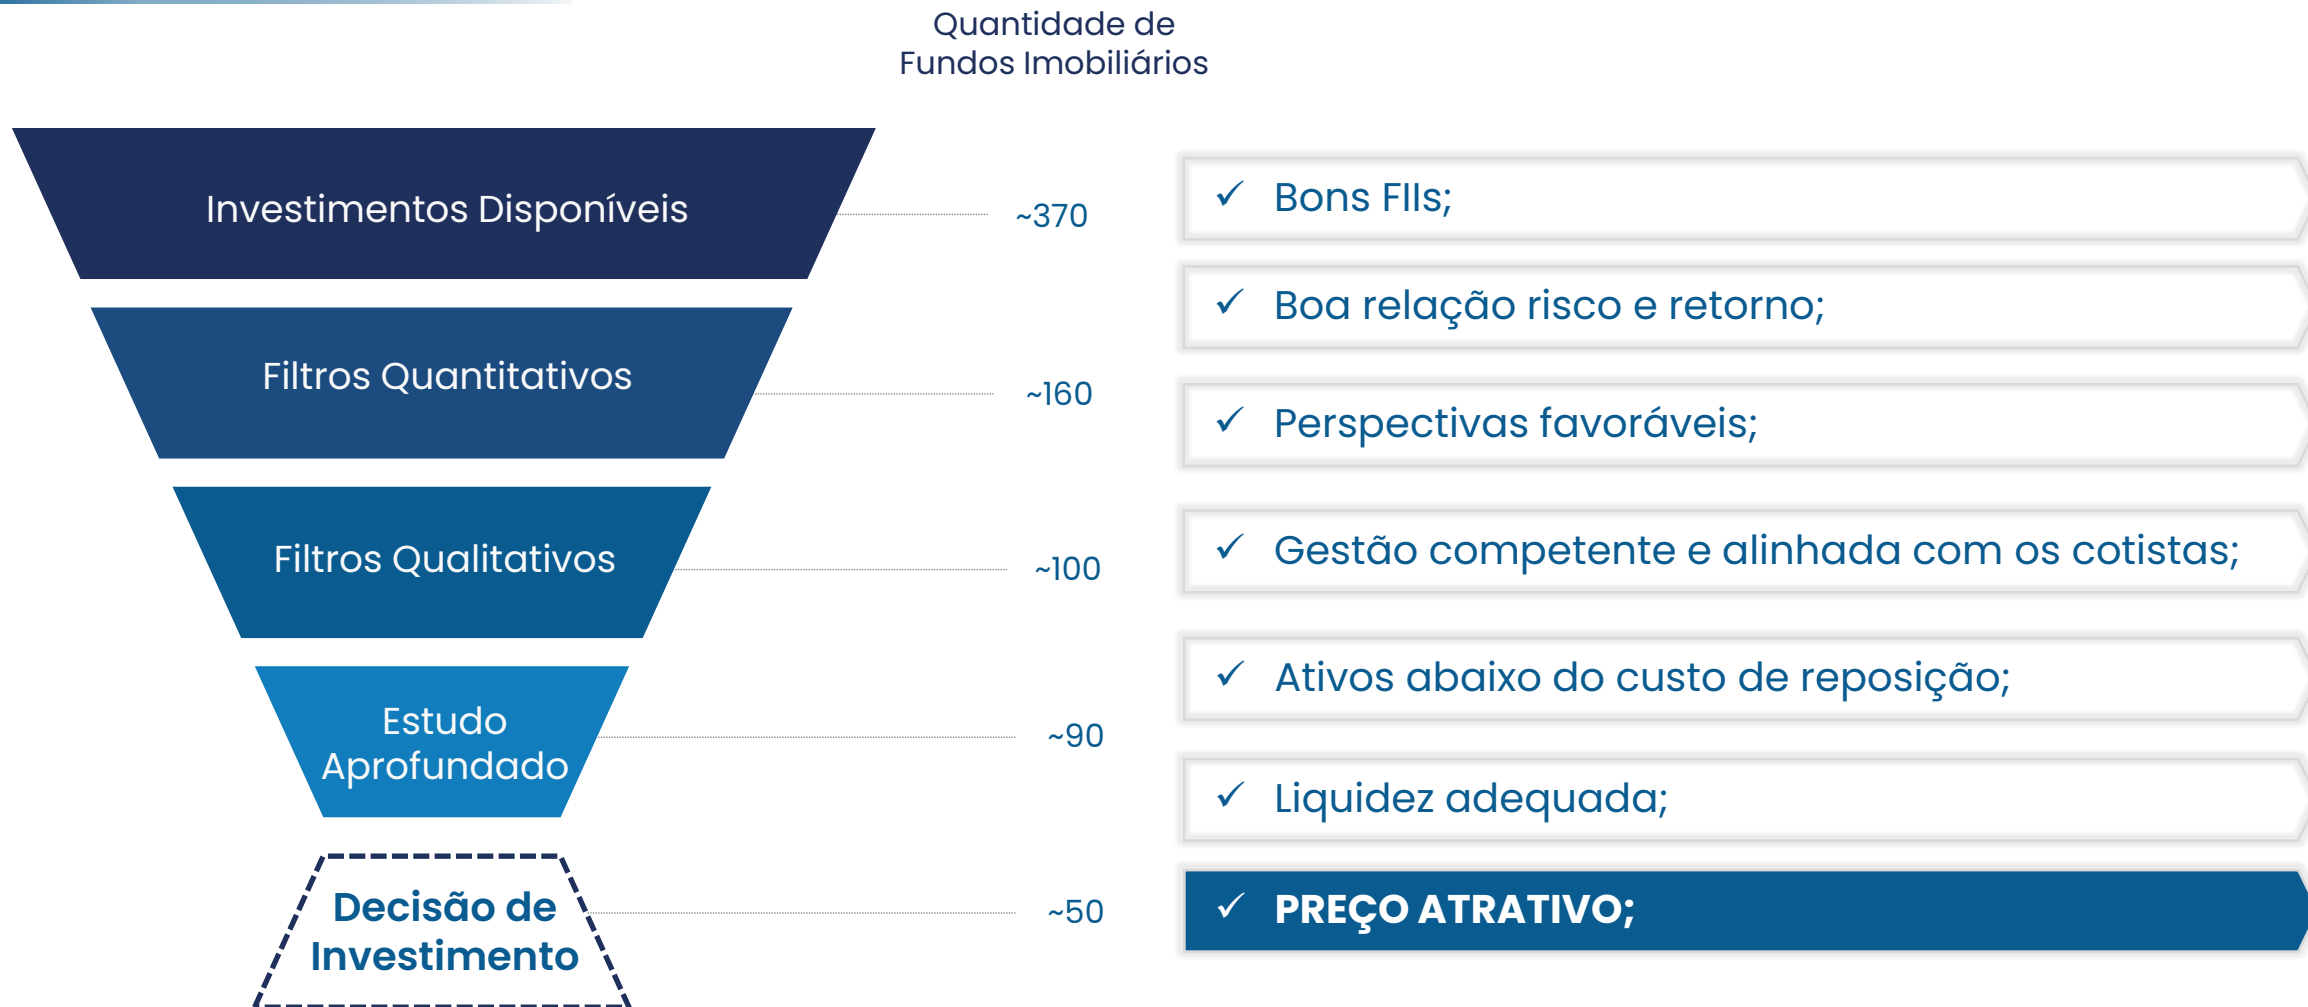 Quantidade de
Fundos Imobiliários
Investimentos Disponíveis
~370
Filtros Quantitativos
~160
Filtros Qualitativos
~100
Estudo
Aprofundado
~90
Decisão de
Investimento
~50
✓ Bons FIIs;
✓ Boa relação risco e retorno;
✓ Perspectivas favoráveis;
✓ Gestão competente e alinhada com os cotistas;
✓ Ativos abaixo do custo de reposição;
✓ Liquidez adequada;
✓ PREÇO ATRATIVO;